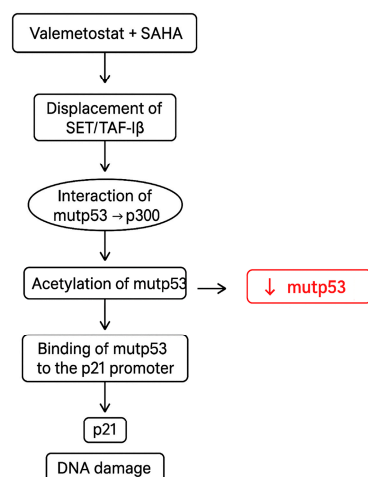 Valemetostat + SAHA
Displacement of
SET/TAF-Iβ
Interaction of
mutp53 → p300
Acetylation of mutp53
↓ mutp53
Binding of mutp53
to the p21 promoter
p21
DNA damage